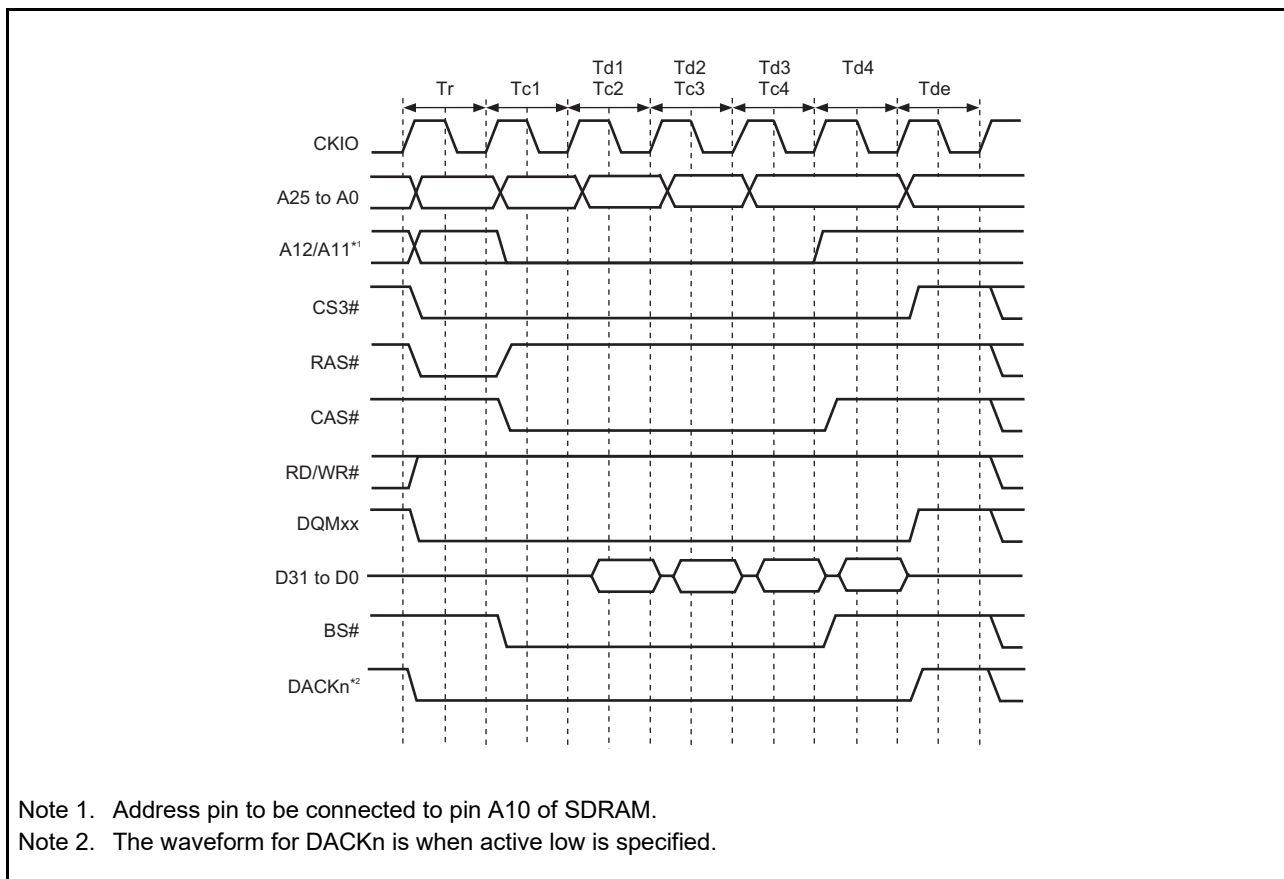 Td1 Td2 Td3 Td4
Tr Tc1 Tc2 Tc3 Tc4 Tde
CKIO
A25 to A0
A12/A11*1
CS3#
RAS#
CAS#
RD/WR#
DQMxx
D31 to D0
BS#
DACKn*2
Note 1. Address pin to be connected to pin A10 of SDRAM.
Note 2. The waveform for DACKn is when active low is specified.